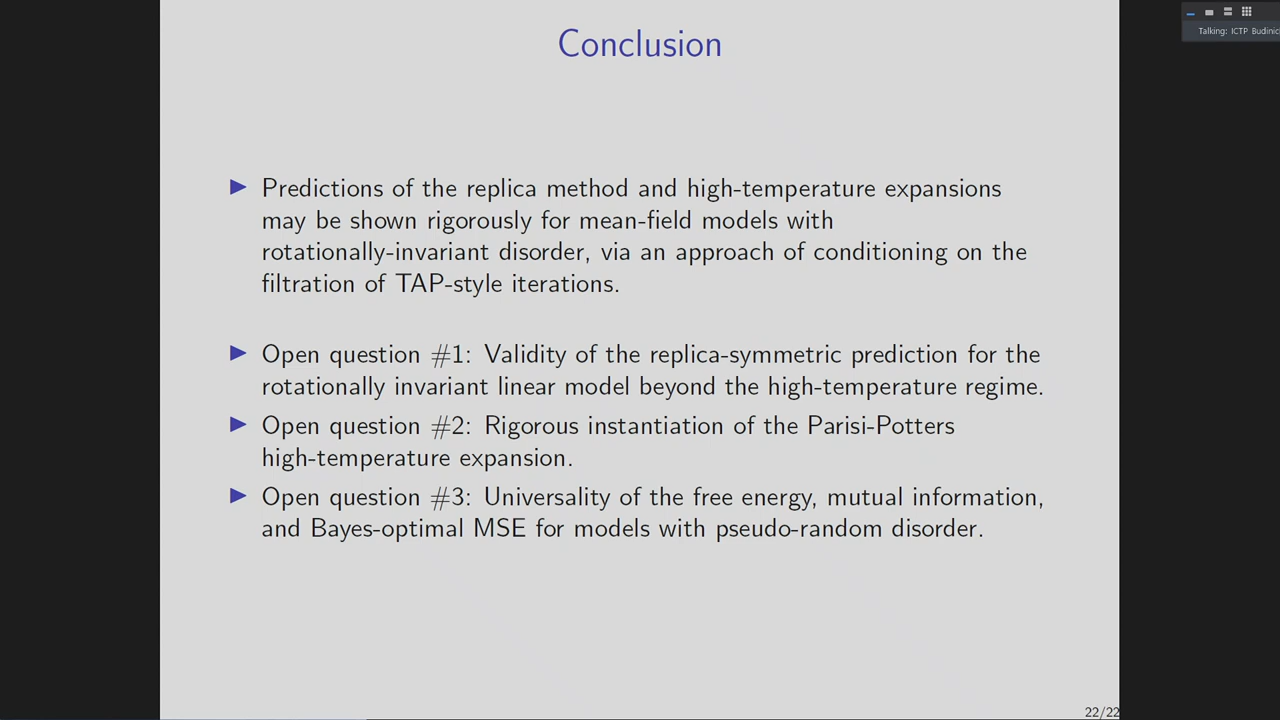 Conclusion
Talking: ICTP Budinic
▶ Predictions of the replica method and high-temperature expansions
may be shown rigorously for mean-field models with
rotationally-invariant disorder, via an approach of conditioning on the
filtration of TAP-style iterations.
▶ Open question #1: Validity of the replica-symmetric prediction for the
rotationally invariant linear model beyond the high-temperature regime.
▶ Open question #2: Rigorous instantiation of the Parisi-Potters
high-temperature expansion.
▶ Open question #3: Universality of the free energy, mutual information,
and Bayes-optimal MSE for models with pseudo-random disorder.
22/22